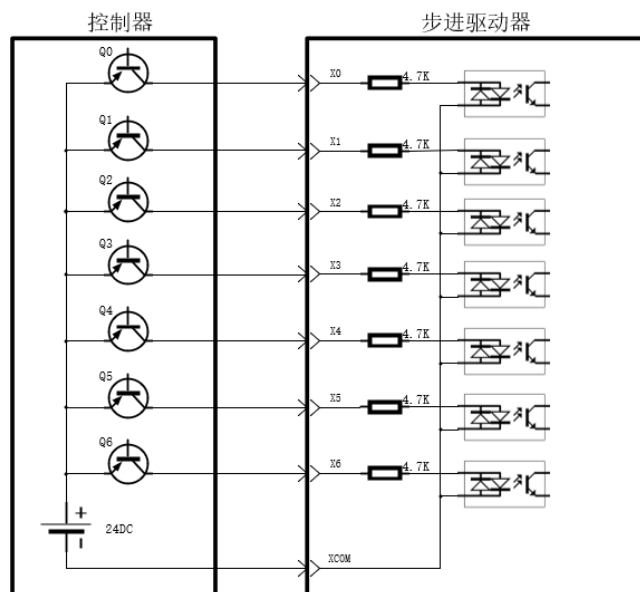 控制器 步进驱动器
Q0 X0 4.7K
Q1 X1 4.7K
Q2 X2 4.7K
Q3 X3 4.7K
Q4 X4 4.7K
Q5 X5 4.7K
Q6 X6 4.7K
+
24DC
-
XCOM